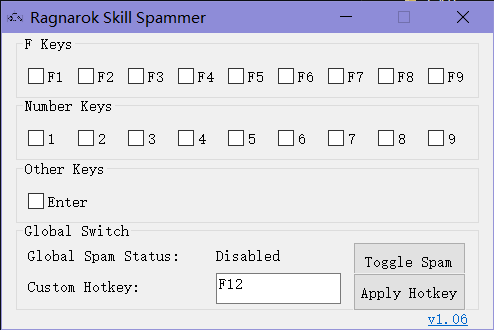 Ragnarok Skill Spammer
F Keys
F1 F2 F3 F4 F5 F6 F7 F8 F9
Number Keys
1 2 3 4 5 6 7 8 9
Other Keys
Enter
Global Switch
Global Spam Status: Disabled Toggle Spam
Custom Hotkey: F12 Apply Hotkey
v1.06